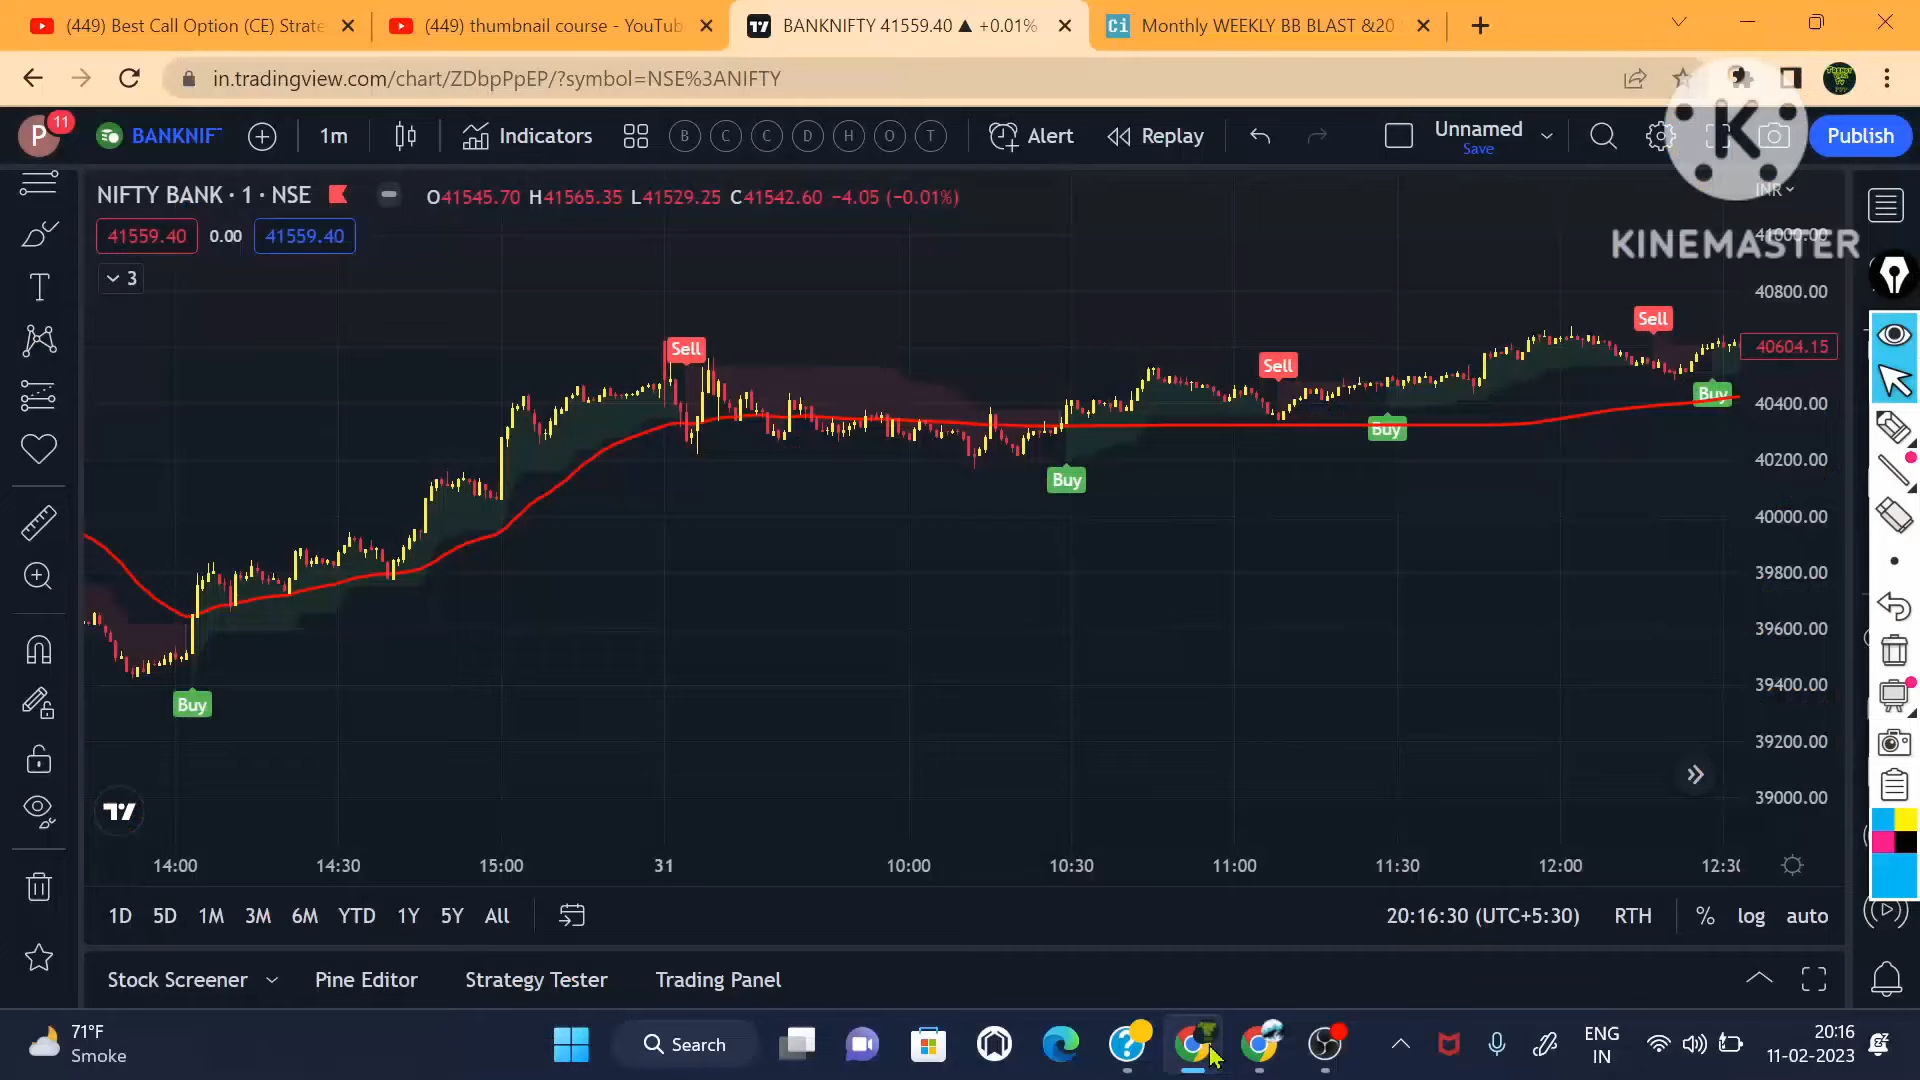 (449) Best Call Option (CE) Strate
(449) thumbnail course - YouTub
BANKNIFTY 41559.40 ▲ +0.01%
Ci
Monthly WEEKLY BB BLAST &20
in.tradingview.com/chart/ZDbpPpEP/?symbol=NSE%3ANIFTY
P
11
BANKNIF
1m
Indicators
B
C
C
D
H
O
T
Alert
Replay
Unnamed
Save
Publish
K
KINEMASTER
NIFTY BANK · 1 · NSE
O41545.70 H41565.35 L41529.25 C41542.60 −4.05 (−0.01%)
INR
41559.40
0.00
41559.40
3
41000.00
40800.00
40604.15
40400.00
40200.00
40000.00
39800.00
39600.00
39400.00
39200.00
39000.00
Sell
Sell
Sell
Buy
Buy
Buy
Buy
14:00
14:30
15:00
31
10:00
10:30
11:00
11:30
12:00
12:30
1D
5D
1M
3M
6M
YTD
1Y
5Y
All
20:16:30 (UTC+5:30)
RTH
%
log
auto
Stock Screener
Pine Editor
Strategy Tester
Trading Panel
71°F
Smoke
Search
ENG
IN
20:16
11-02-2023